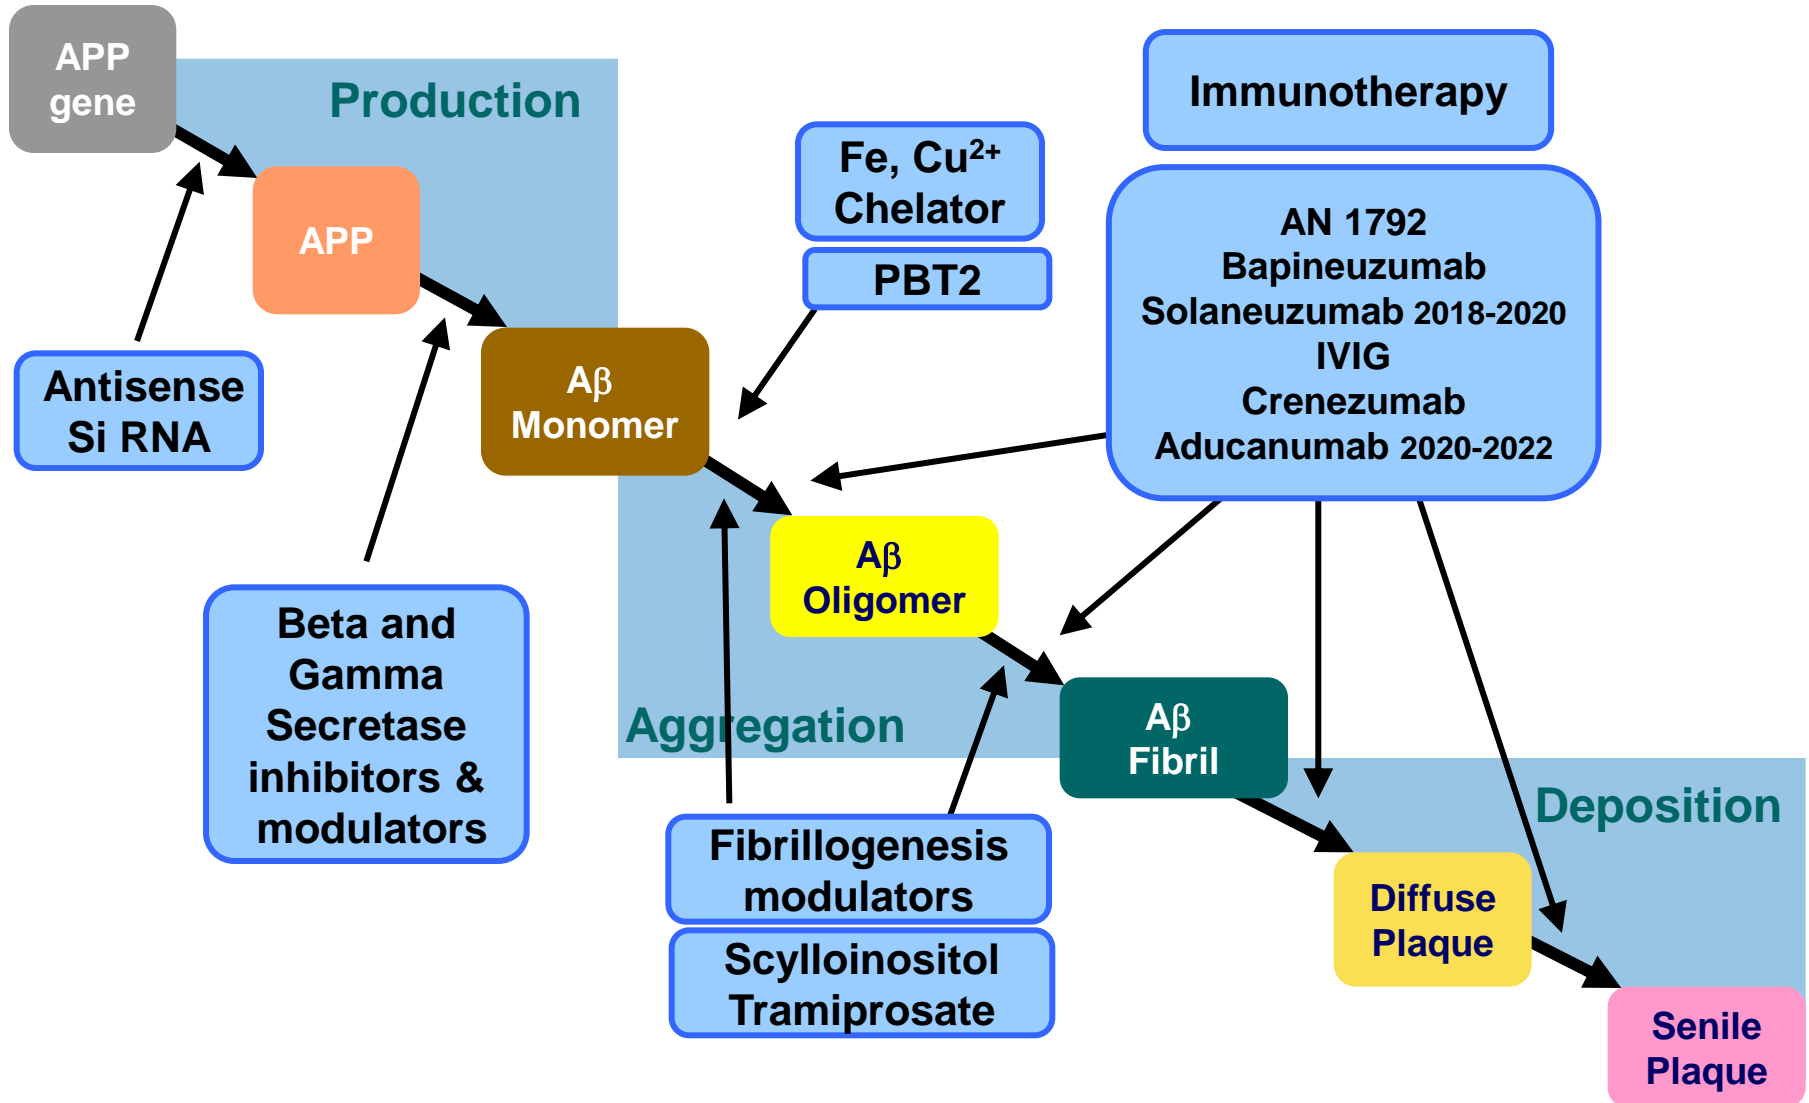 APP
gene
Production
APP
Antisense
Si RNA
Aβ
Monomer
Beta and
Gamma
Secretase
inhibitors &
modulators
Fe, Cu²⁺
Chelator
PBT2
Immunotherapy
AN 1792
Bapineuzumab
Solaneuzumab 2018-2020
IVIG
Crenezumab
Aducanumab 2020-2022
Aβ
Oligomer
Aggregation
Aβ
Fibril
Fibrillogenesis
modulators
Scylloinositol
Tramiprosate
Deposition
Diffuse
Plaque
Senile
Plaque